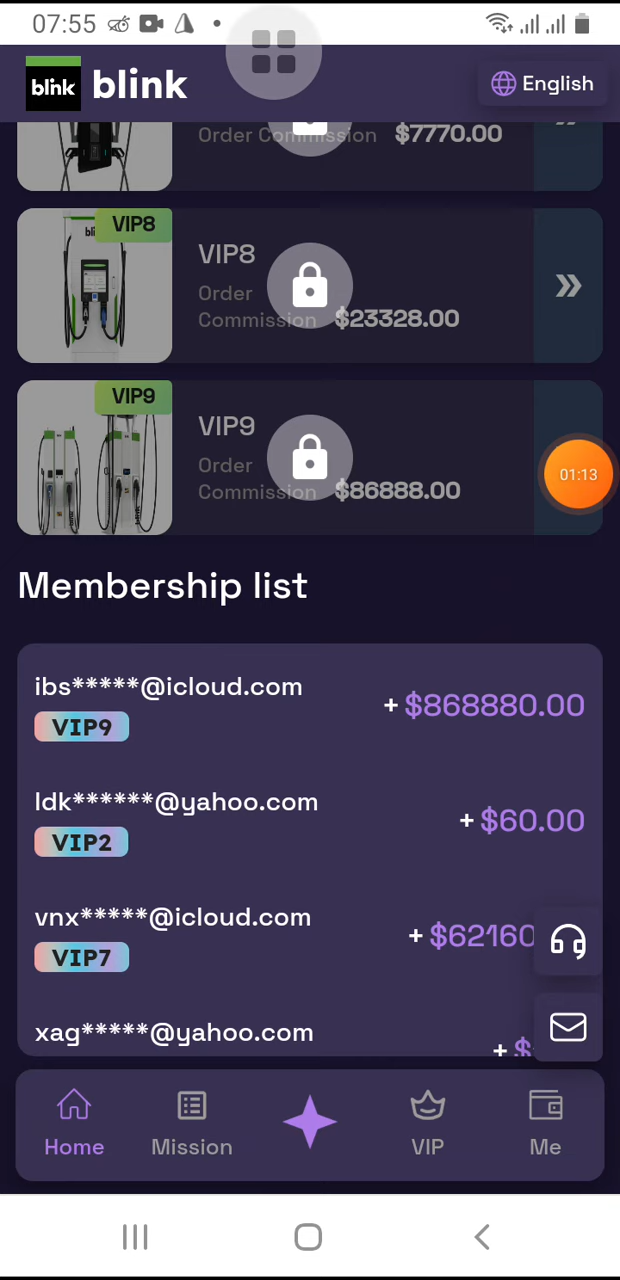 07:55
blink
blink
English
Order Commission $7770.00
VIP8
VIP8
Order
Commission $23328.00
VIP9
VIP9
Order
Commission $86888.00
01:13
Membership list
ibs*****@icloud.com
+ $868880.00
VIP9
ldk******@yahoo.com
+ $60.00
VIP2
vnx*****@icloud.com
+ $62160
VIP7
xag*****@yahoo.com
+ $
Home
Mission
VIP
Me